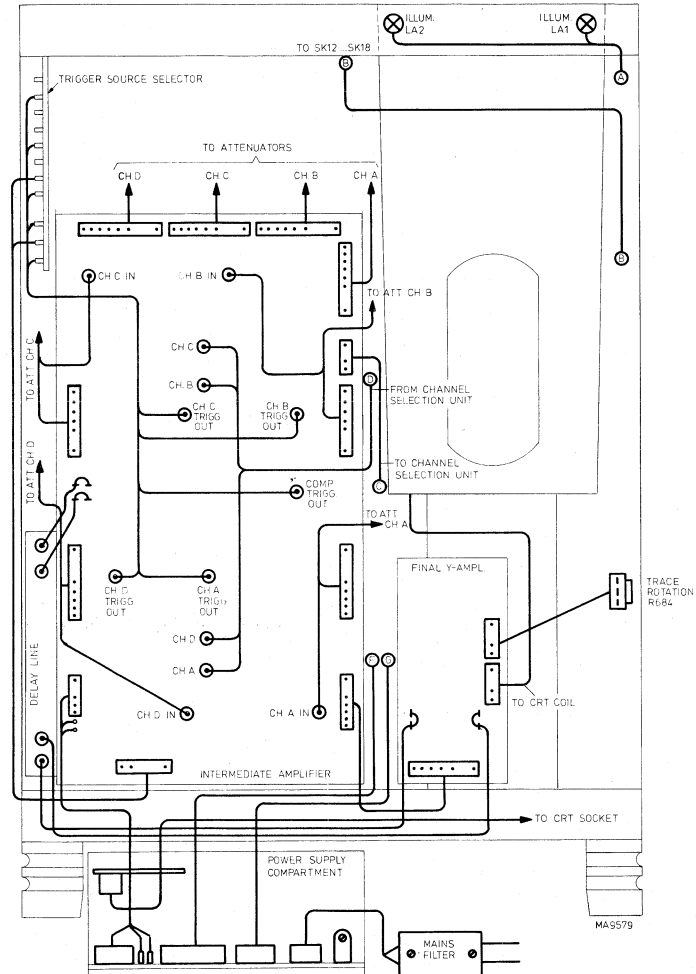 ILLUM.
LA2
ILLUM.
LA1
TO SK12...SK18
B
A
TRIGGER SOURCE SELECTOR
TO ATTENUATORS
CH D
CH.C
CH.B
CH A
CH C IN
CH B IN
TO ATT CH B
B
TO ATT CH C
CH C
CH.B
D
FROM CHANNEL
SELECTION UNIT
CH C
TRIGG
OUT
CH B
TRIGG
OUT
TO ATT CH D
TO CHANNEL
SELECTION UNIT
C
COMP
TRIGG.
OUT
TO ATT
CH A
FINAL Y-AMPL.
CH D
TRIGG
OUT
CH A
TRIGG
OUT
TRACE
ROTATION
R684
DELAY LINE
CH D
CH A
F
G
TO CRT COIL
CH D IN
CH A IN
INTERMEDIATE AMPLIFIER
TO CRT SOCKET
POWER SUPPLY
COMPARTMENT
MA9579
MAINS
FILTER